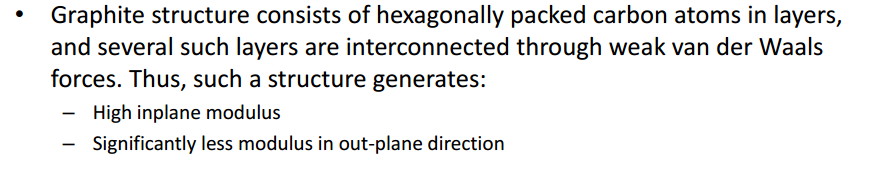 • Graphite structure consists of hexagonally packed carbon atoms in layers,
and several such layers are interconnected through weak van der Waals
forces. Thus, such a structure generates:
– High inplane modulus
– Significantly less modulus in out-plane direction